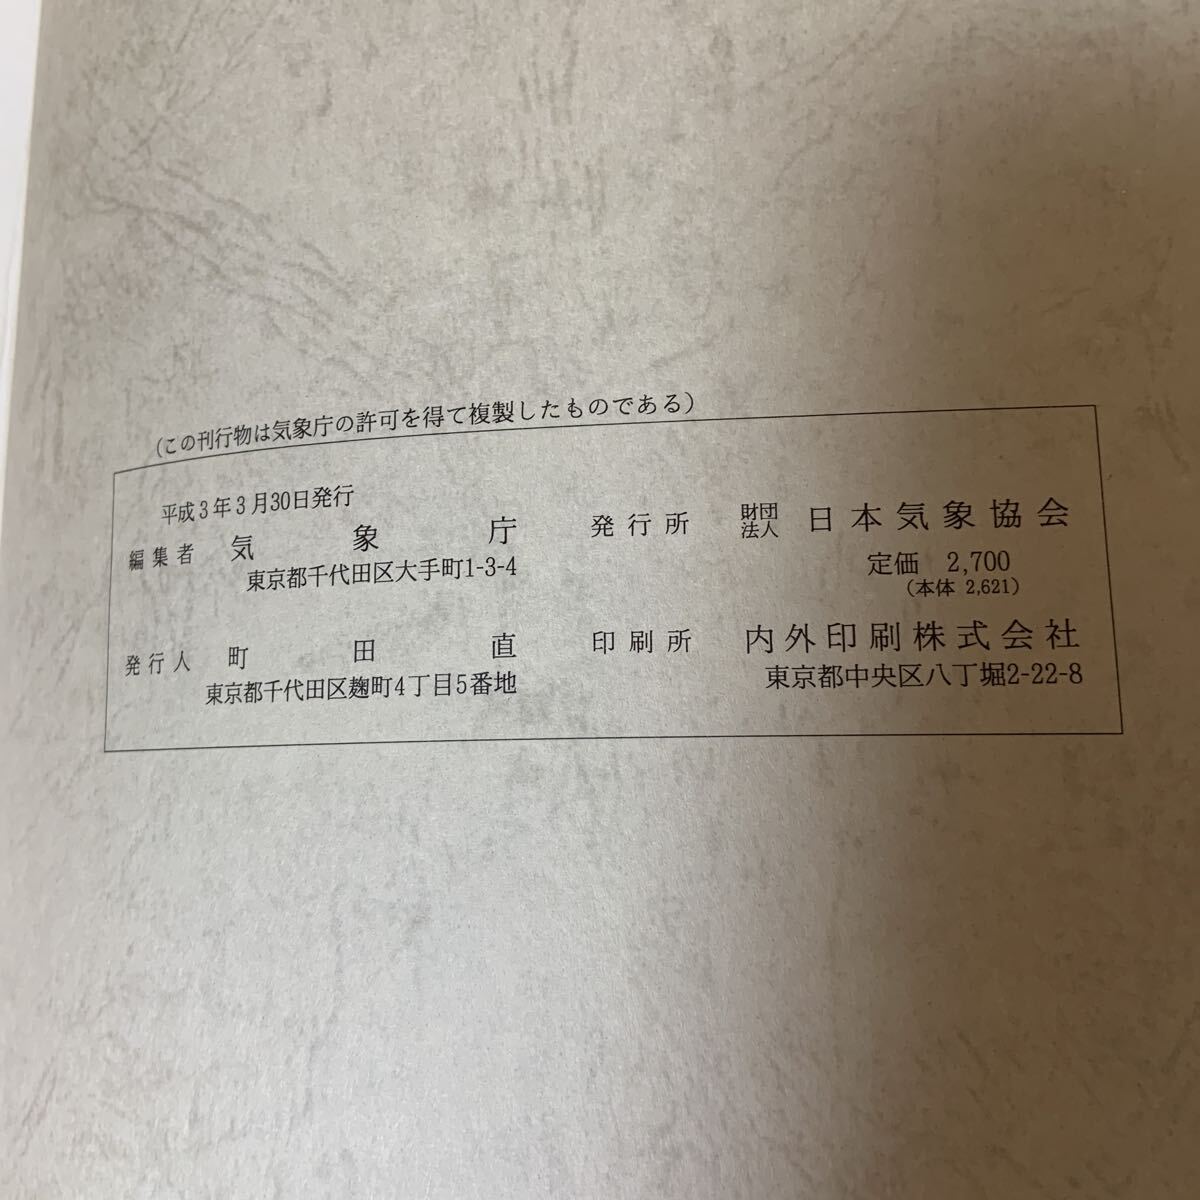 (この刊行物は気象庁の許可を得て複製したものである)
平成3年3月30日発行
編集者 気象庁
東京都千代田区大手町1-3-4
発行人 町田直
東京都千代田区麹町4丁目5番地
発行所 財団法人 日本気象協会
定価 2,700
(本体 2,621)
印刷所 内外印刷株式会社
東京都中央区八丁堀2-22-8